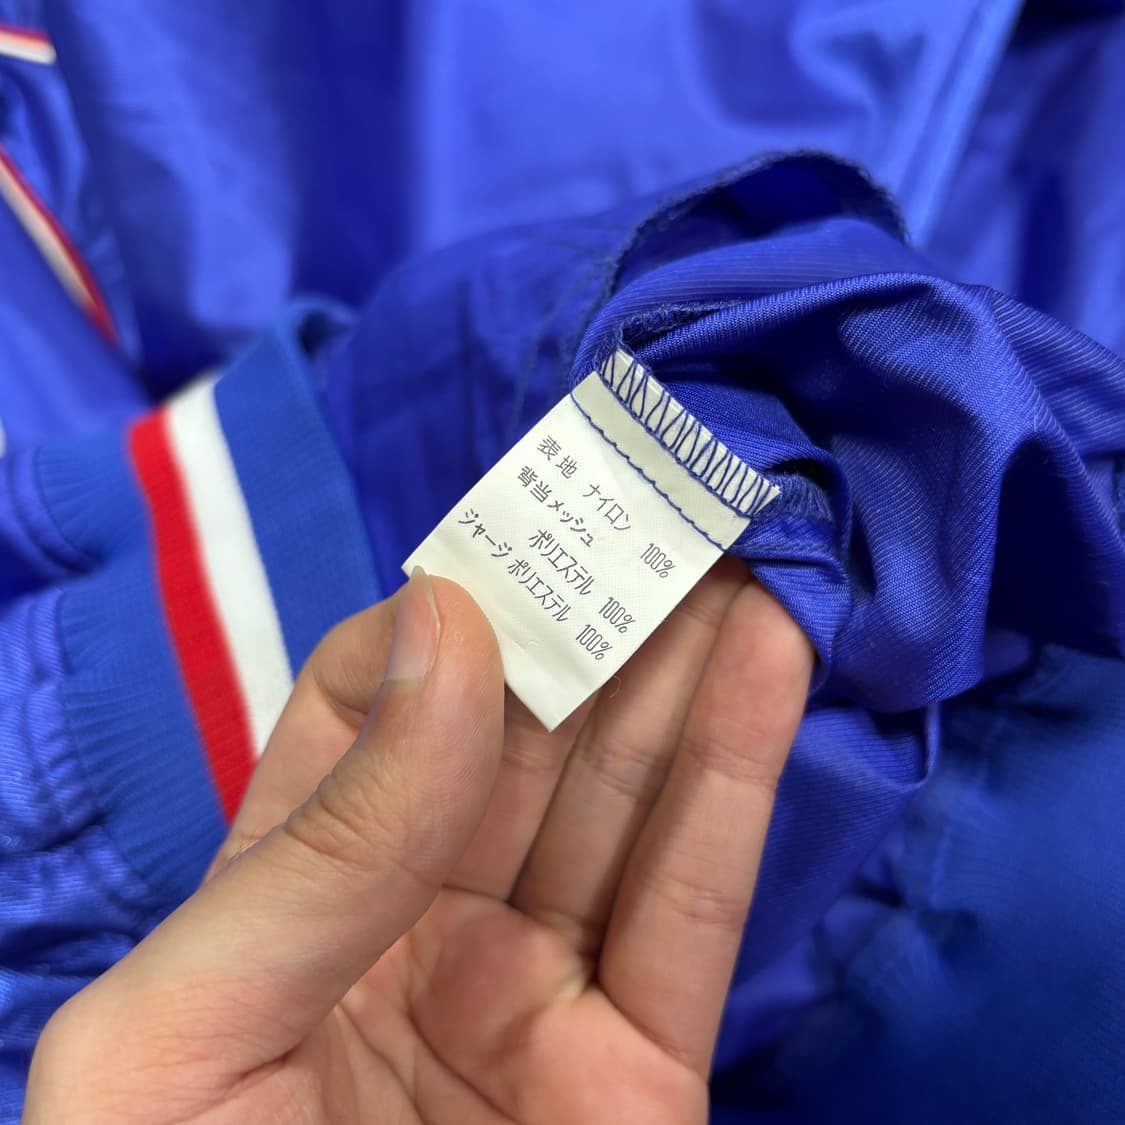 表地 ナイロン 100%
背当メッシュ
ポリエステル 100%
ジャージ ポリエステル 100%